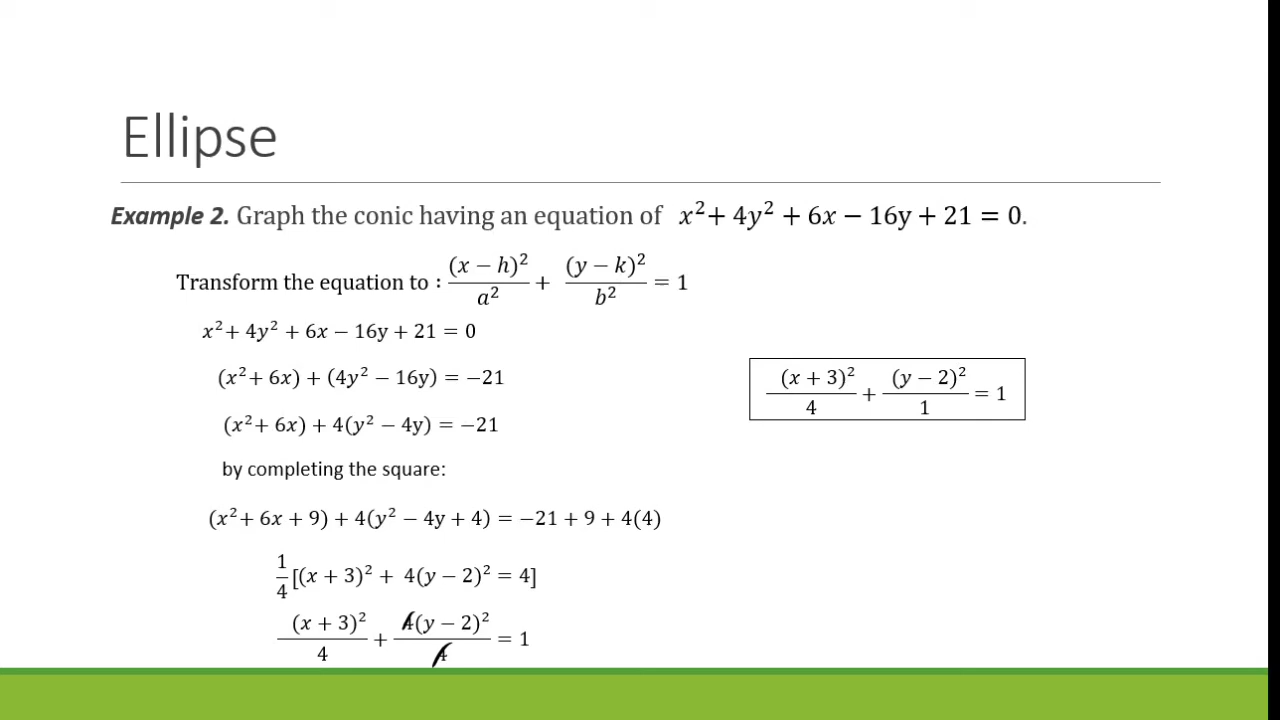 Ellipse
Example 2. Graph the conic having an equation of x² + 4y² + 6x − 16y + 21 = 0.
Transform the equation to : (x − h)²/a² + (y − k)²/b² = 1
x² + 4y² + 6x − 16y + 21 = 0
(x² + 6x) + (4y² − 16y) = −21
(x + 3)²/4 + (y − 2)²/1 = 1
(x² + 6x) + 4(y² − 4y) = −21
by completing the square:
(x² + 6x + 9) + 4(y² − 4y + 4) = −21 + 9 + 4(4)
1/4 [(x + 3)² + 4(y − 2)² = 4]
(x + 3)²/4 + 4(y − 2)²/4 = 1